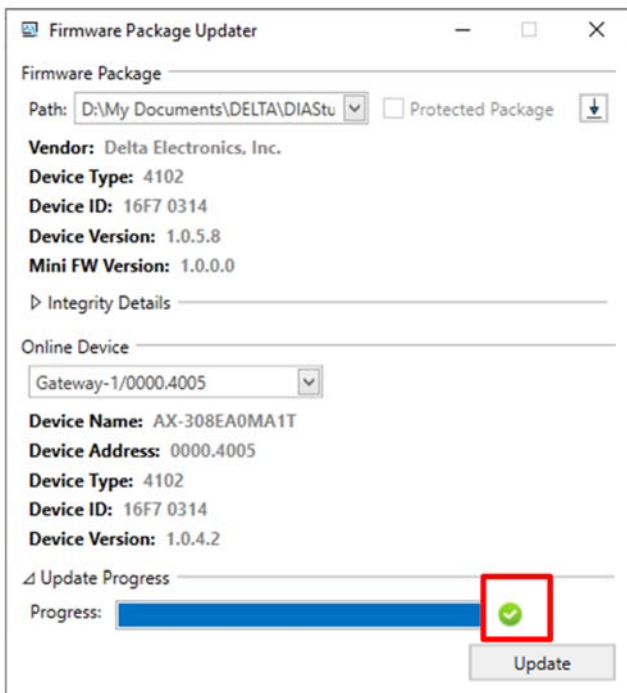 Firmware Package Updater
Firmware Package
Path: D:\My Documents\DELTA\DIAStu Protected Package
Vendor: Delta Electronics, Inc.
Device Type: 4102
Device ID: 16F7 0314
Device Version: 1.0.5.8
Mini FW Version: 1.0.0.0
Integrity Details
Online Device
Gateway-1/0000.4005
Device Name: AX-308EA0MA1T
Device Address: 0000.4005
Device Type: 4102
Device ID: 16F7 0314
Device Version: 1.0.4.2
Update Progress
Progress:
Update